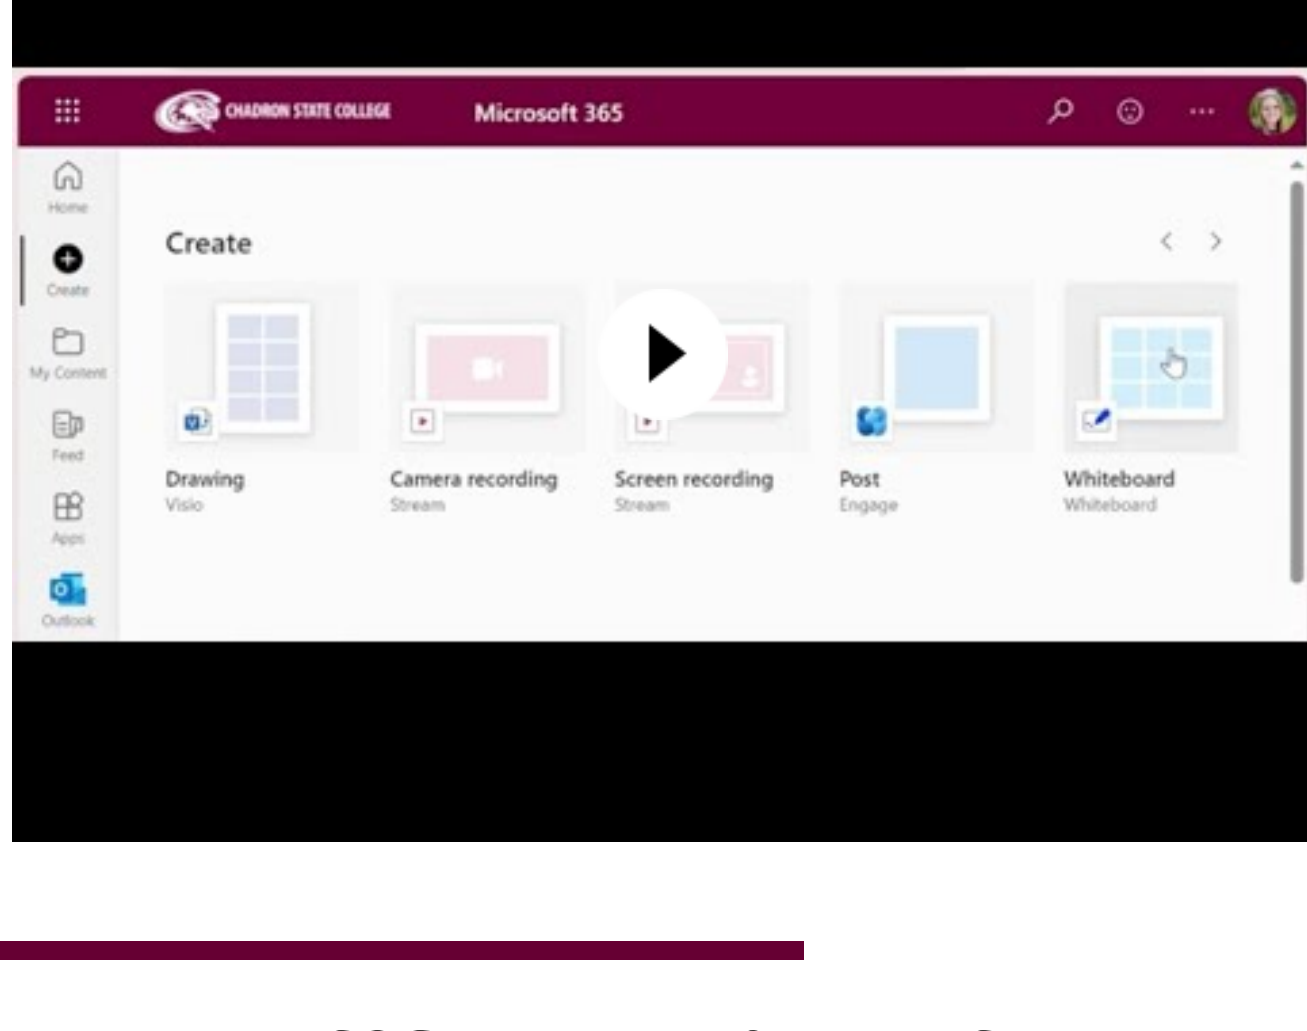 CHADRON STATE COLLEGE Microsoft 365
Home
Create
My Content
Feed
Apps
Outlook
Create
Drawing
Visio
Camera recording
Stream
Screen recording
Stream
Post
Engage
Whiteboard
Whiteboard